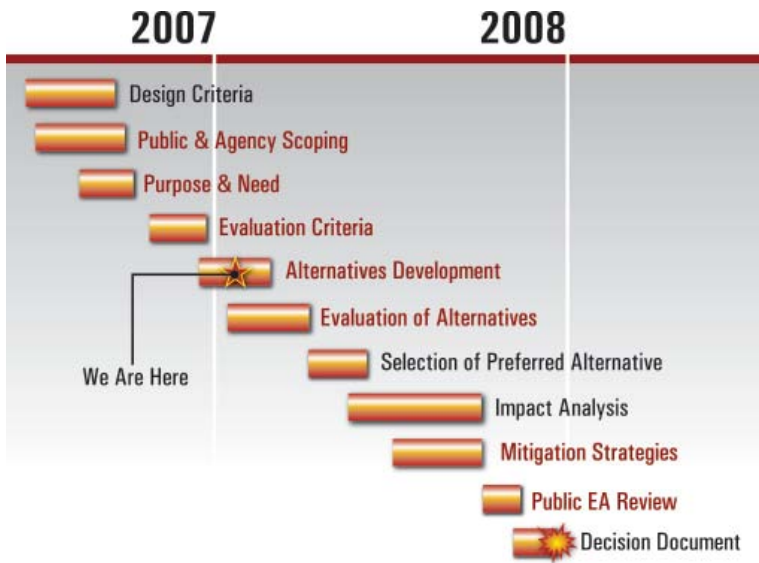 2007 2008
Design Criteria
Public & Agency Scoping
Purpose & Need
Evaluation Criteria
Alternatives Development
Evaluation of Alternatives
Selection of Preferred Alternative
We Are Here
Impact Analysis
Mitigation Strategies
Public EA Review
Decision Document